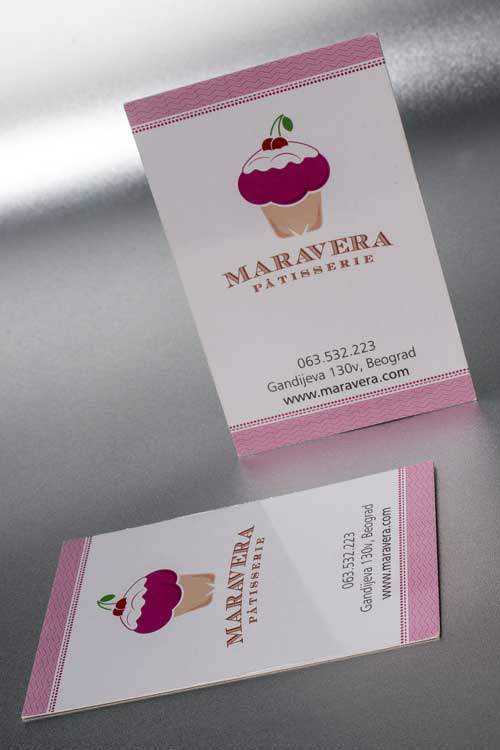 MARAVERA
PÂTISSERIE
063.532.223
Gandijeva 130v, Beograd
www.maravera.com
MARAVERA
PÂTISSERIE
063.532.223
Gandijeva 130v, Beograd
www.maravera.com